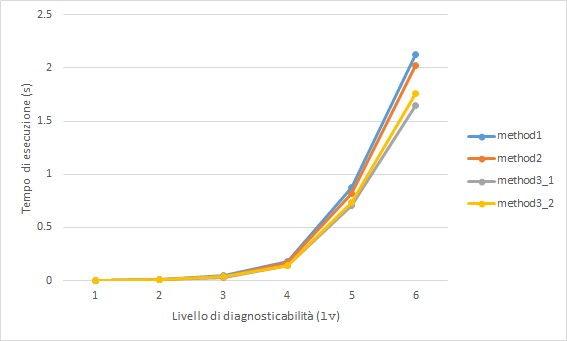 2.5
2
1.5
1
0.5
0
Tempo di esecuzione (s)
1 2 3 4 5 6
Livello di diagnosticabilità (lv)
method1
method2
method3_1
method3_2